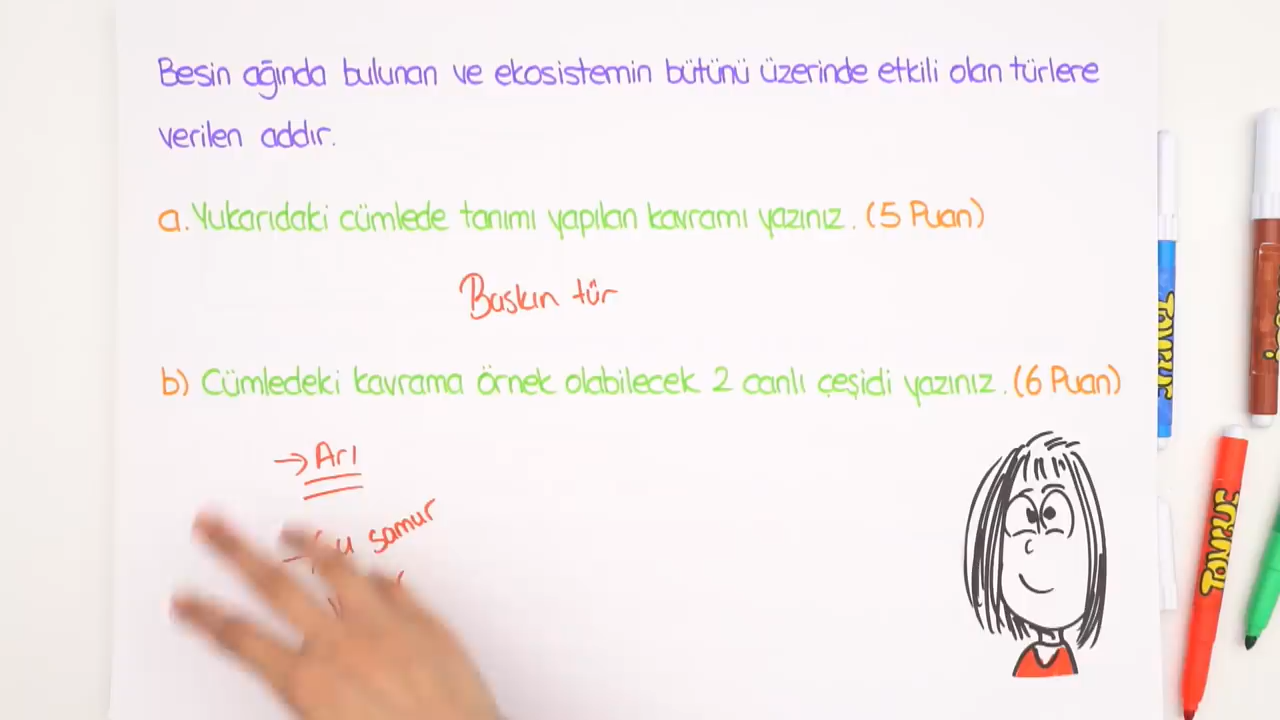 Besin ağında bulunan ve ekosistemin bütünü üzerinde etkili olan türlere
verilen addır.
a. Yukarıdaki cümlede tanımı yapılan kavramı yazınız. (5 Puan)
Baskın tür
b) Cümledeki kavrama örnek olabilecek 2 canlı çeşidi yazınız. (6 Puan)
→ Arı
samur
TOMBUL